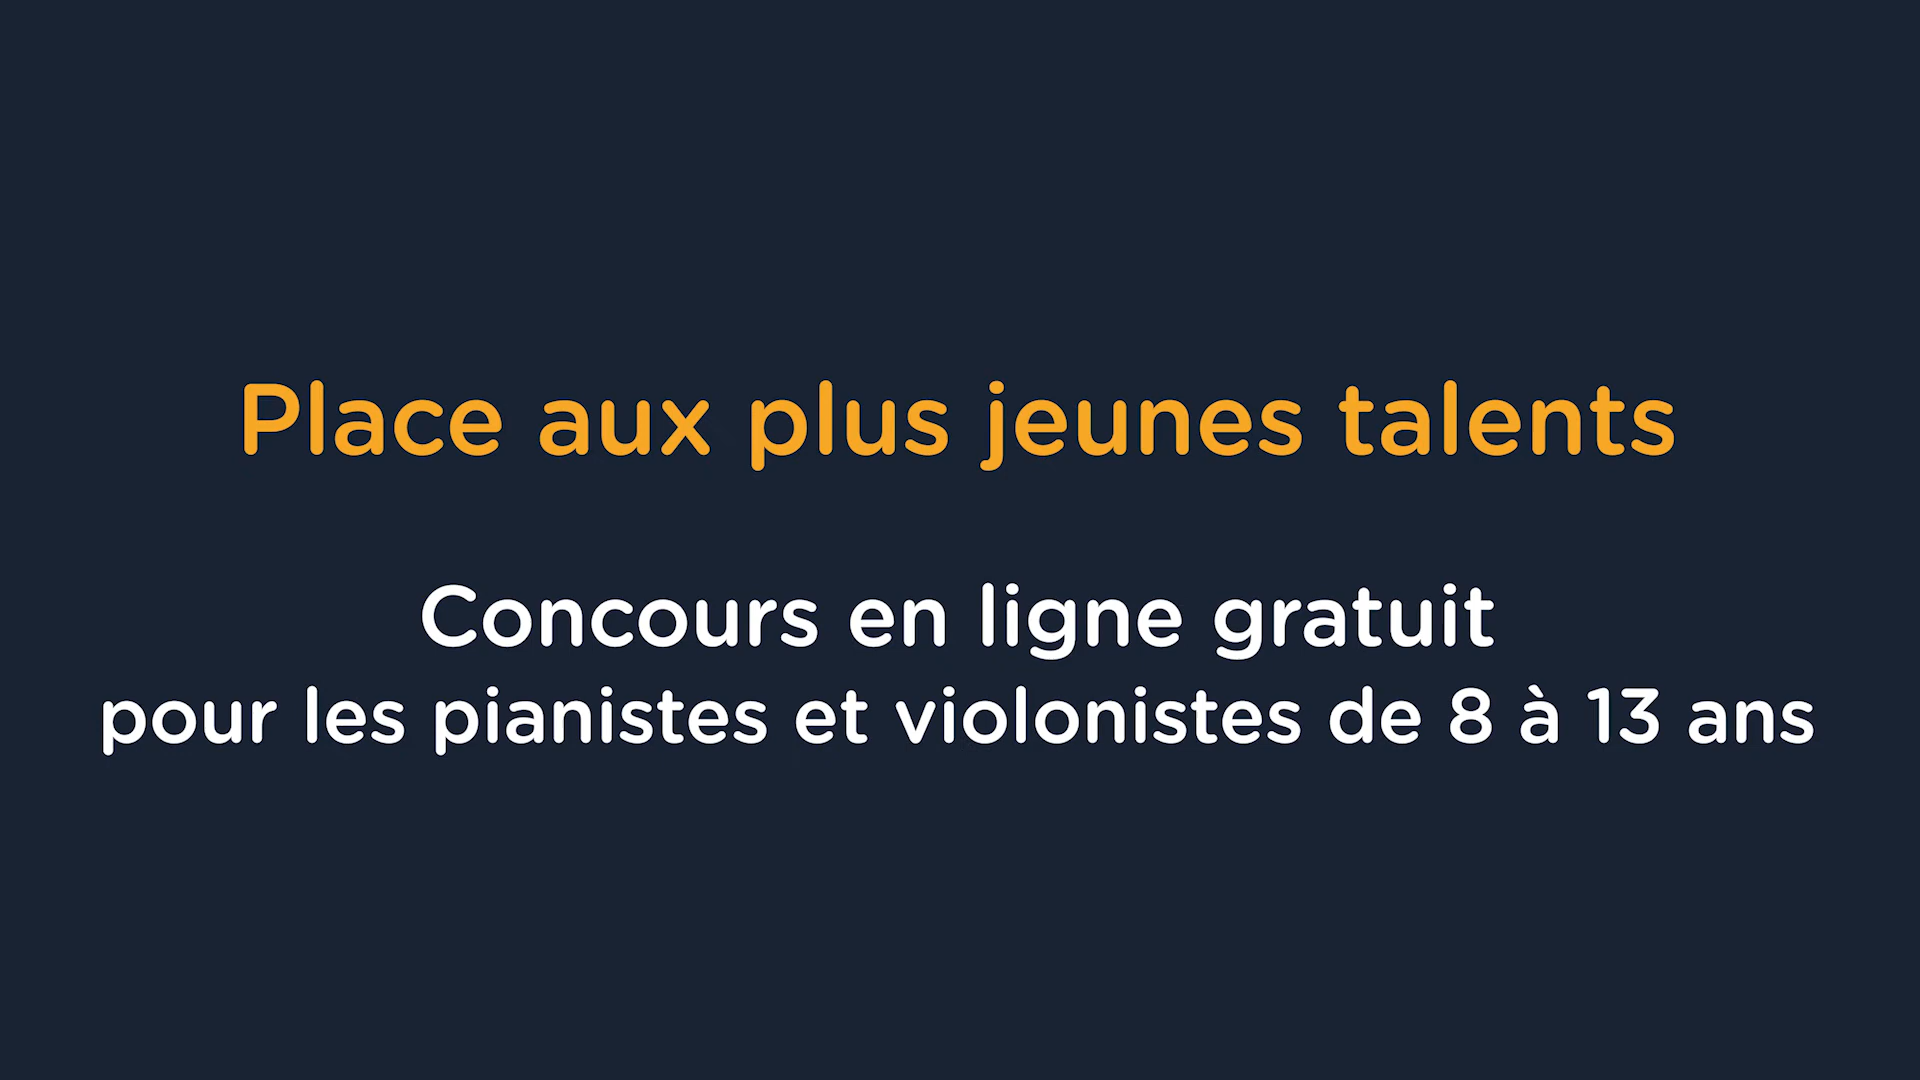 Place aux plus jeunes talents
Concours en ligne gratuit
pour les pianistes et violonistes de 8 à 13 ans